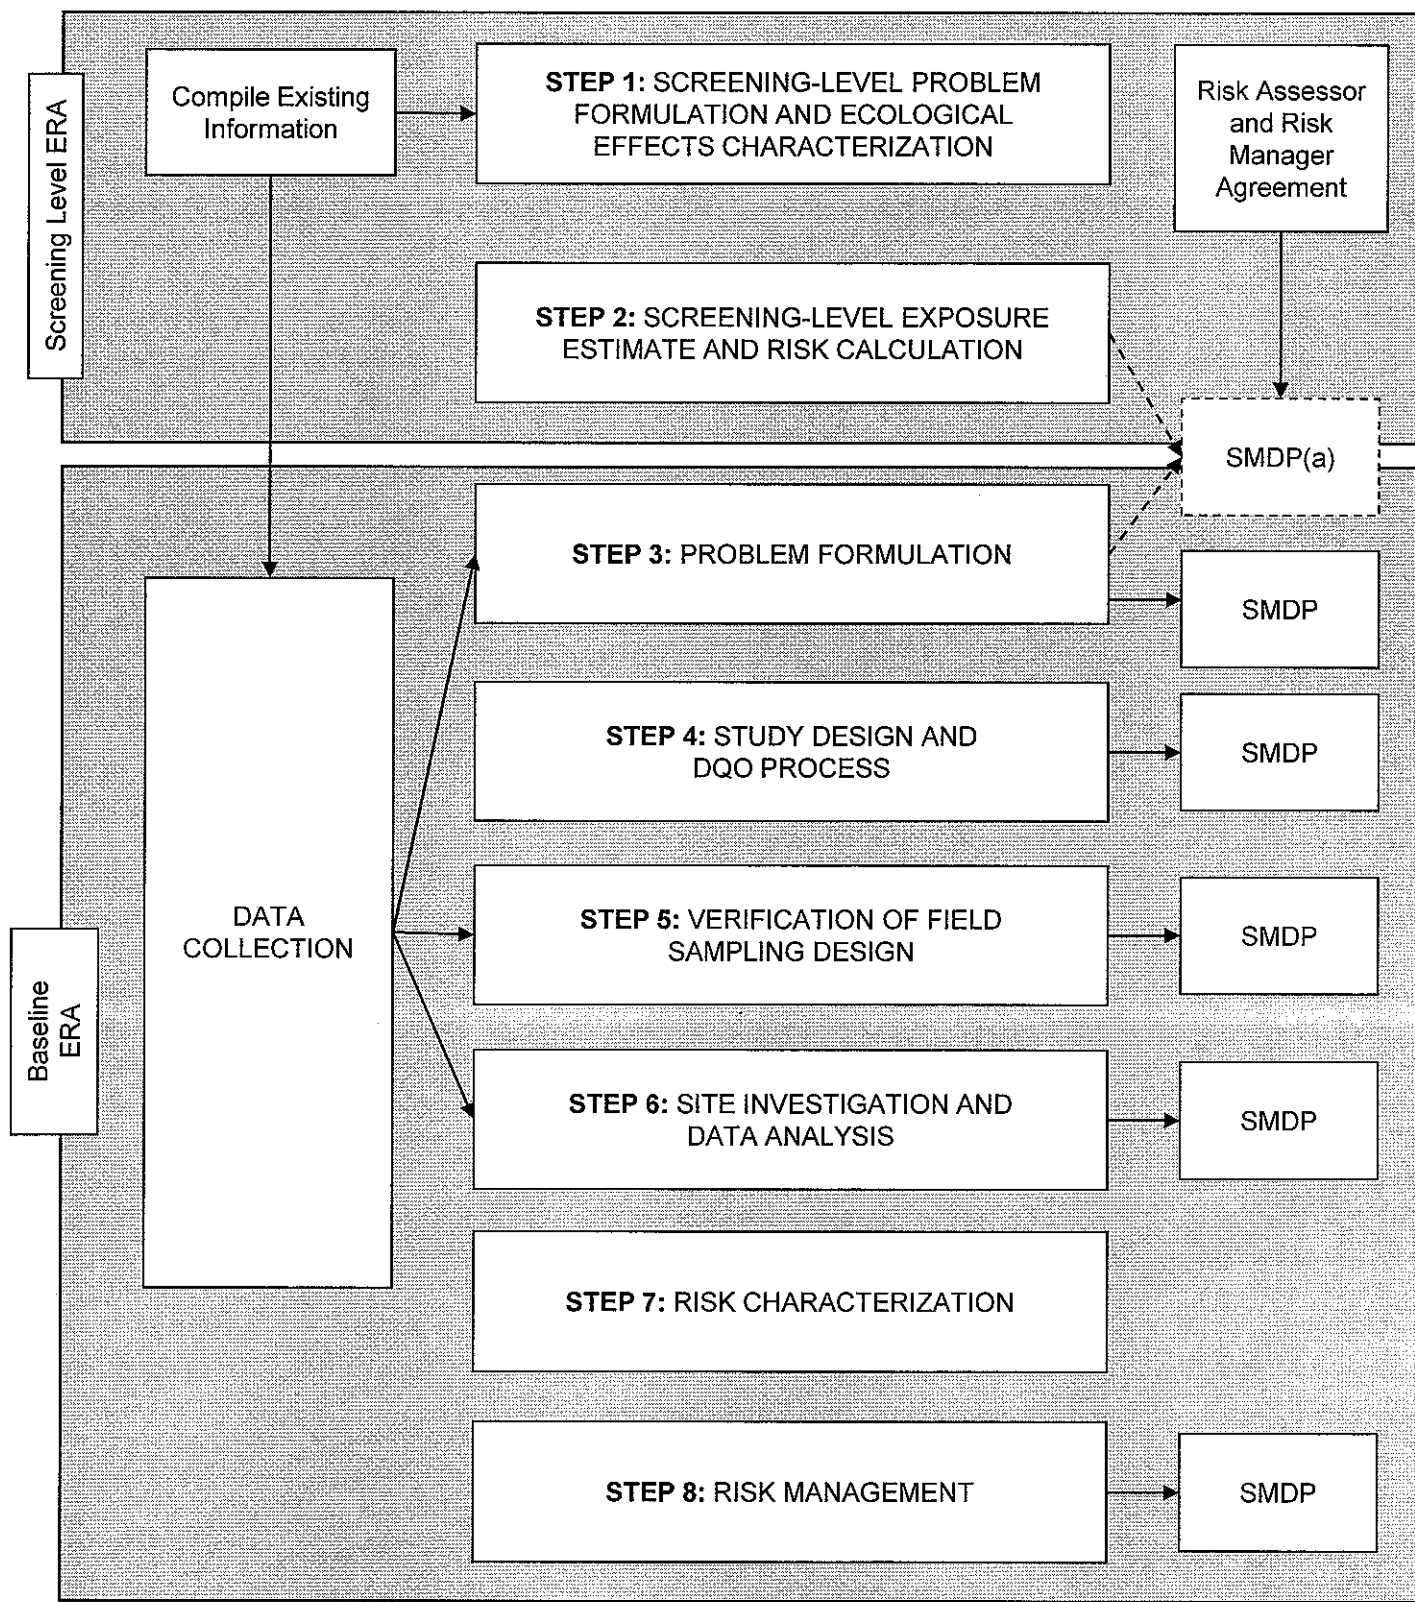 Screening Level ERA
Compile Existing
Information
STEP 1: SCREENING-LEVEL PROBLEM
FORMULATION AND ECOLOGICAL
EFFECTS CHARACTERIZATION
Risk Assessor
and Risk
Manager
Agreement
STEP 2: SCREENING-LEVEL EXPOSURE
ESTIMATE AND RISK CALCULATION
SMDP(a)
Baseline
ERA
DATA
COLLECTION
STEP 3: PROBLEM FORMULATION
SMDP
STEP 4: STUDY DESIGN AND
DQO PROCESS
SMDP
STEP 5: VERIFICATION OF FIELD
SAMPLING DESIGN
SMDP
STEP 6: SITE INVESTIGATION AND
DATA ANALYSIS
SMDP
STEP 7: RISK CHARACTERIZATION
STEP 8: RISK MANAGEMENT
SMDP